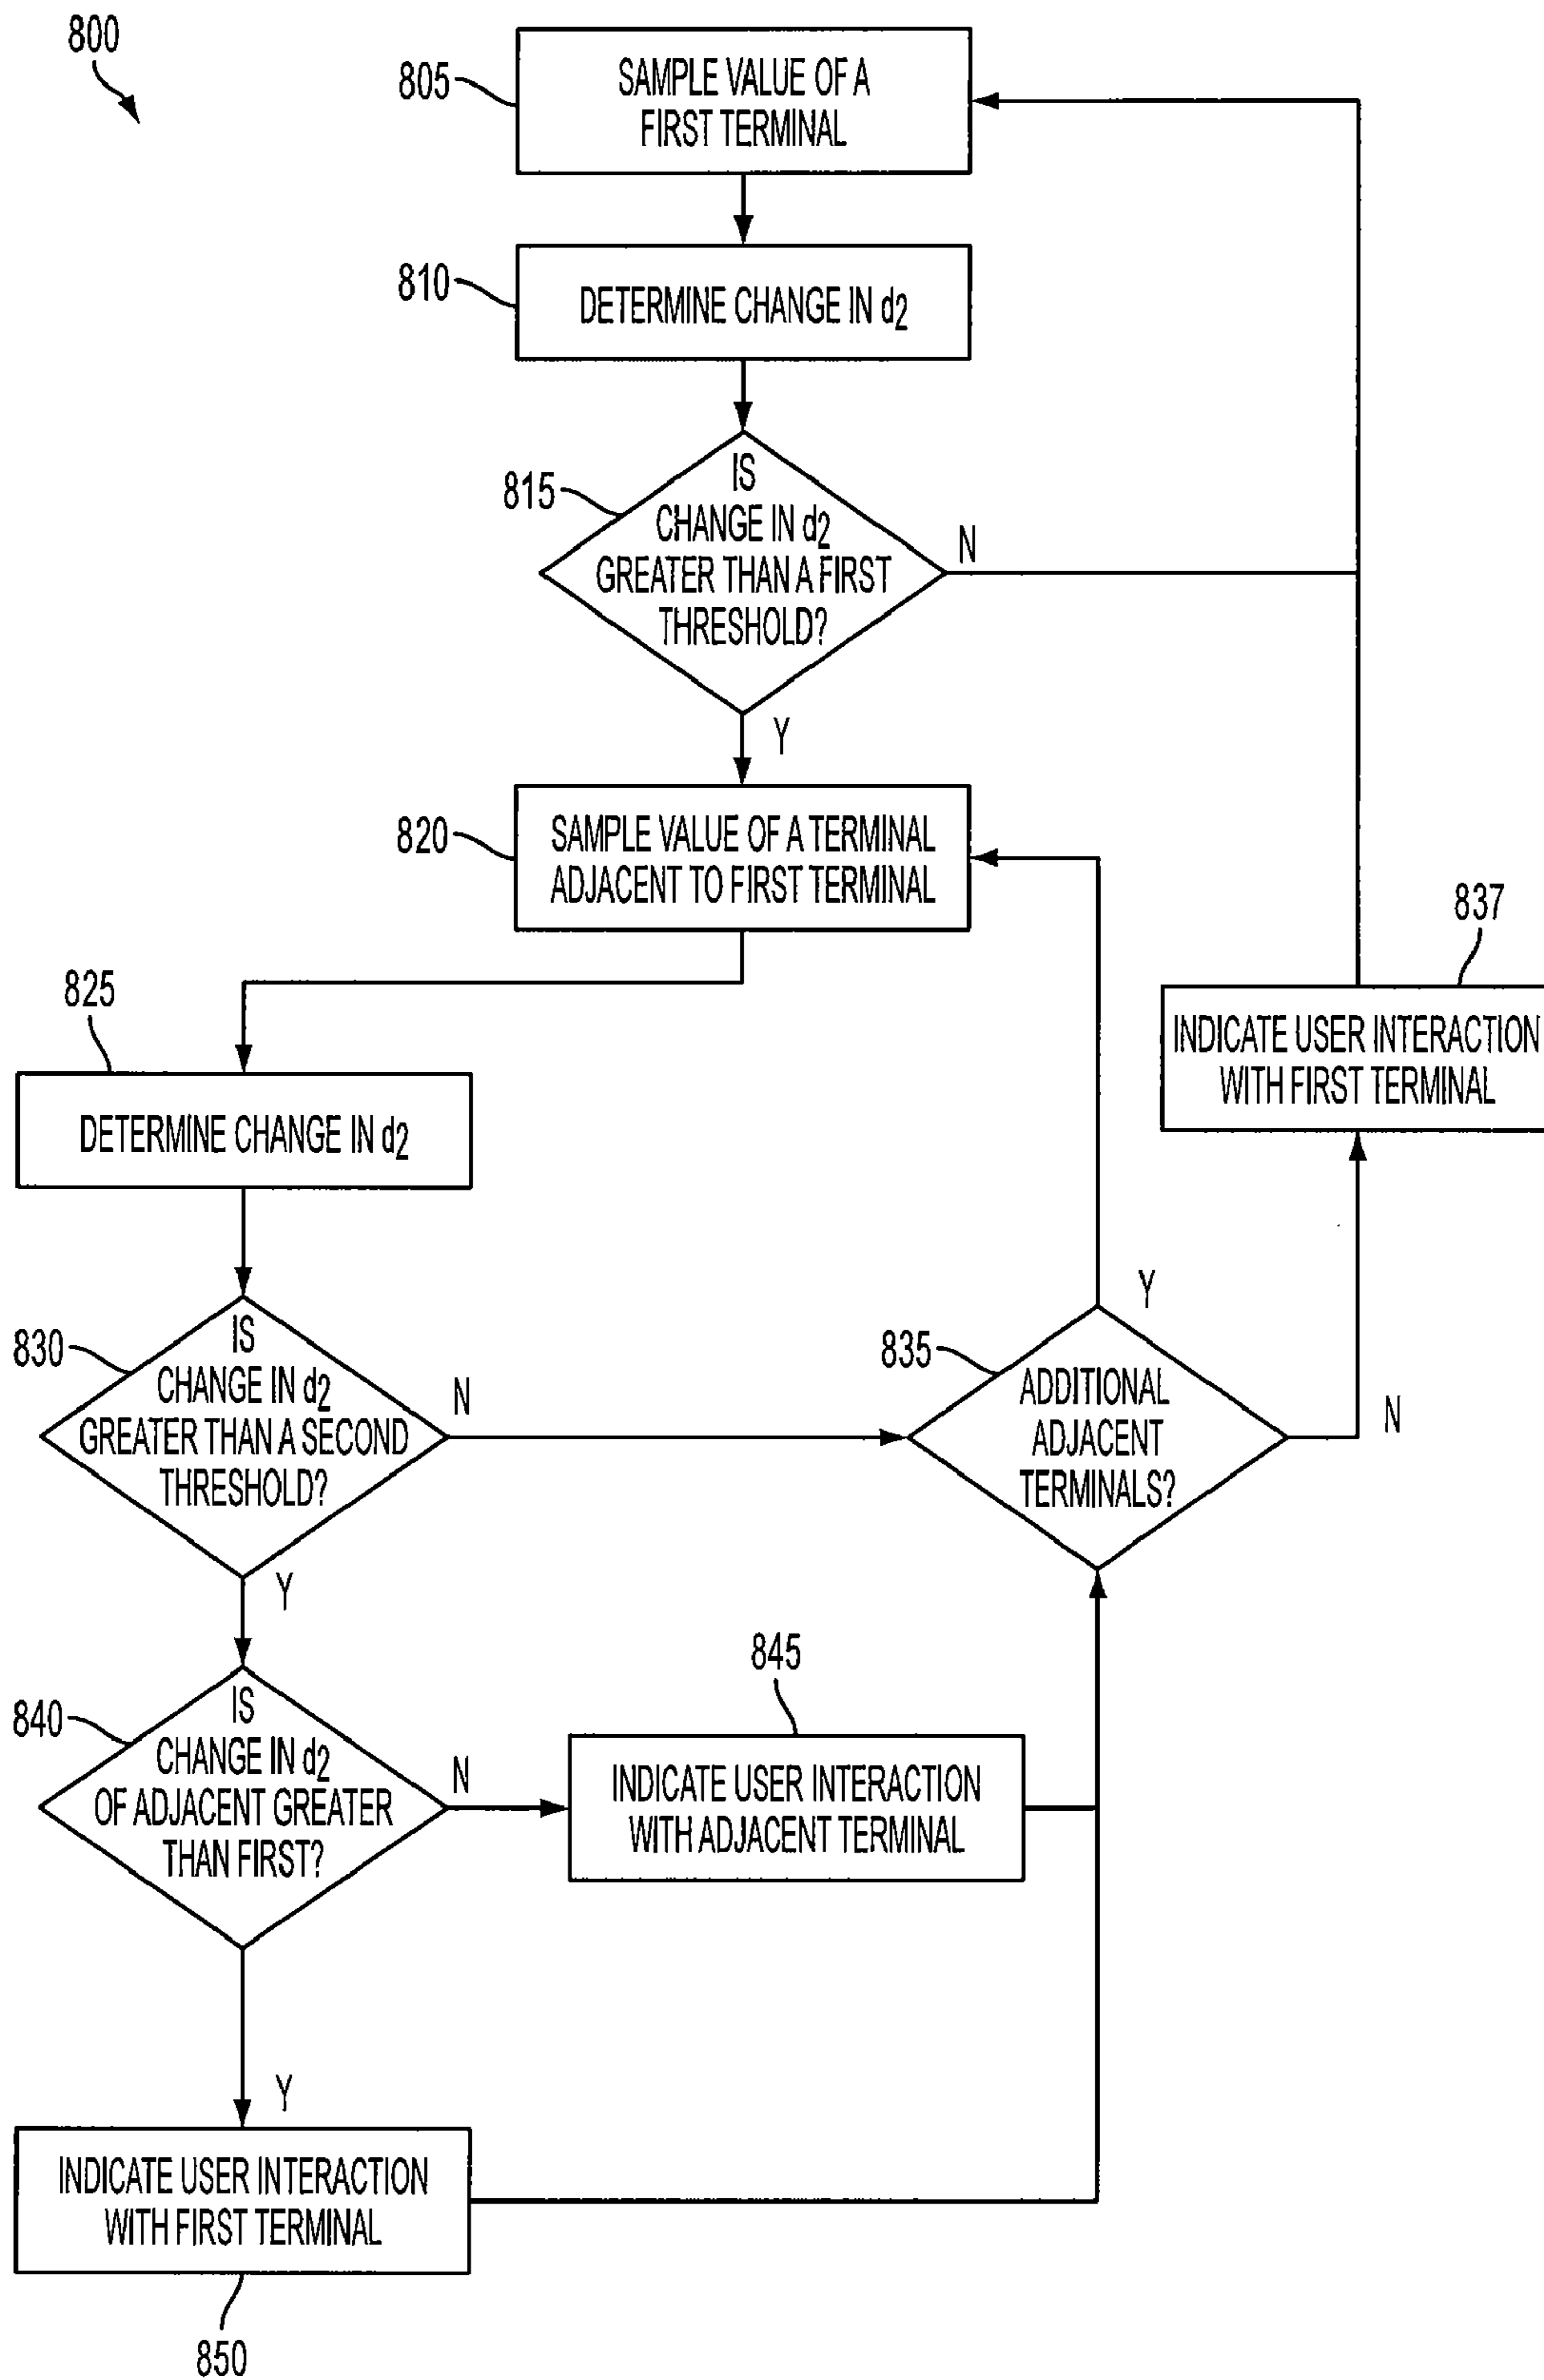 800
805
SAMPLE VALUE OF A
FIRST TERMINAL
810
DETERMINE CHANGE IN d2
815
IS
CHANGE IN d2
GREATER THAN A FIRST
THRESHOLD?
N
Y
820
SAMPLE VALUE OF A TERMINAL
ADJACENT TO FIRST TERMINAL
837
INDICATE USER INTERACTION
WITH FIRST TERMINAL
825
DETERMINE CHANGE IN d2
830
IS
CHANGE IN d2
GREATER THAN A SECOND
THRESHOLD?
N
Y
835
ADDITIONAL
ADJACENT
TERMINALS?
Y
N
840
IS
CHANGE IN d2
OF ADJACENT GREATER
THAN FIRST?
N
845
INDICATE USER INTERACTION
WITH ADJACENT TERMINAL
Y
INDICATE USER INTERACTION
WITH FIRST TERMINAL
850